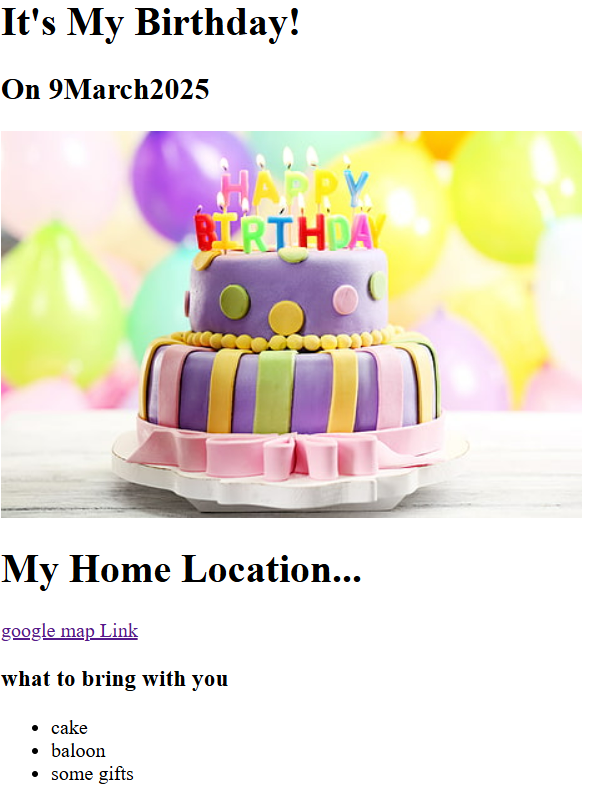 It's My Birthday!
On 9March2025
HAPPY
BIRTHDAY
My Home Location...
google map Link
what to bring with you
cake
baloon
some gifts